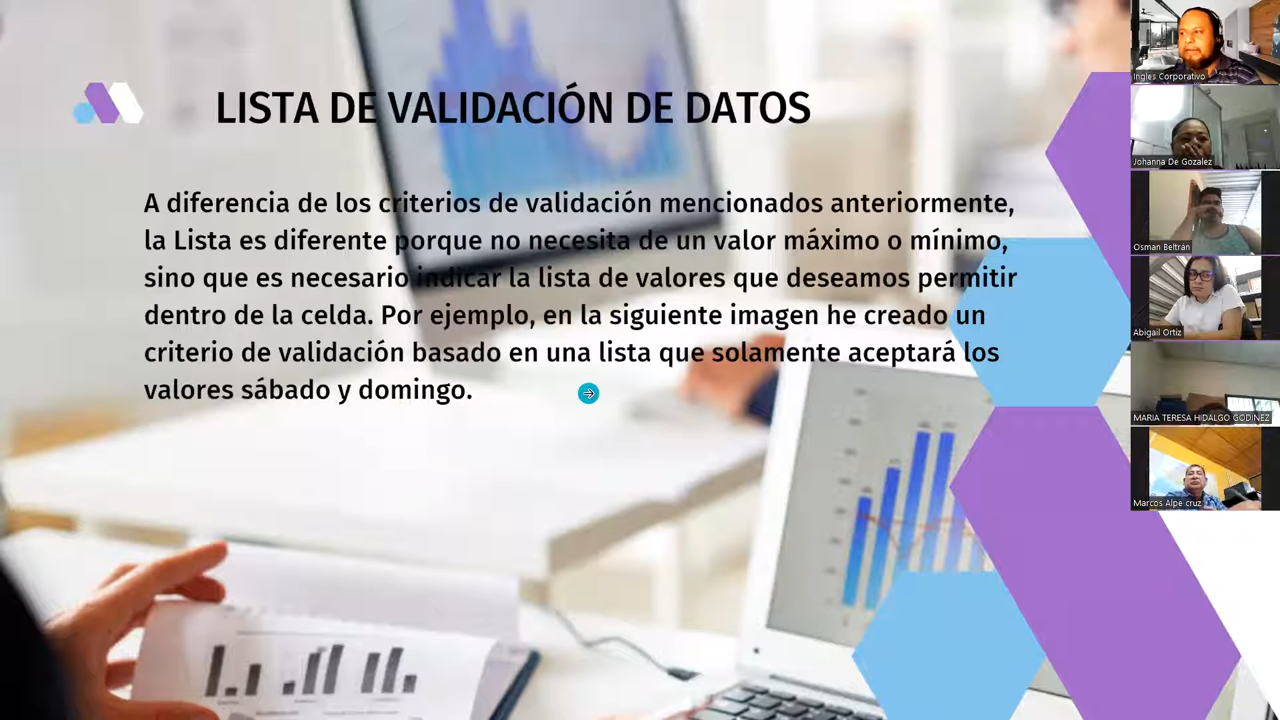 LISTA DE VALIDACIÓN DE DATOS
A diferencia de los criterios de validación mencionados anteriormente,
la Lista es diferente porque no necesita de un valor máximo o mínimo,
sino que es necesario indicar la lista de valores que deseamos permitir
dentro de la celda. Por ejemplo, en la siguiente imagen he creado un
criterio de validación basado en una lista que solamente aceptará los
valores sábado y domingo.
Ingles Corporativo
Johanna De Gozalez
Osman Beltrán
Abigail Ortiz
MARIA TERESA HIDALGO GODINEZ
Marcos Alpe cruz